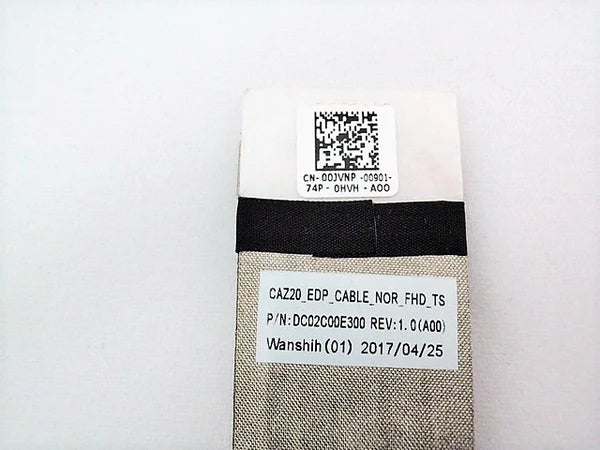 CN- 00JVNP -00901-
74P - 0HVH - A00
CAZ20_EDP_CABLE_NOR_FHD_TS
P/N:DC02C00E300 REV:1.0(A00)
Wanshih(01) 2017/04/25